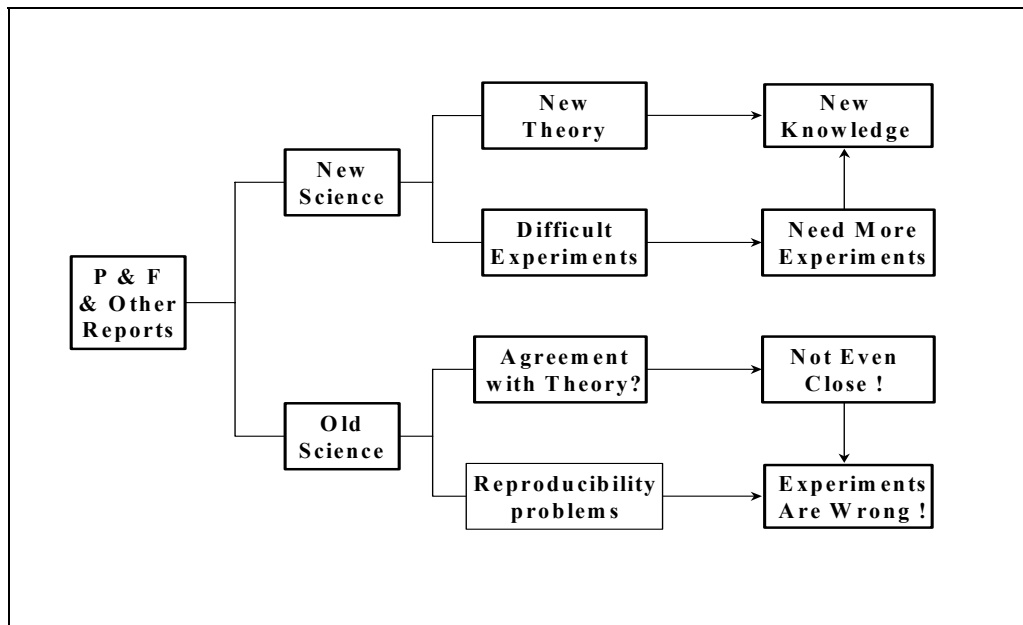 New
Theory
New
Knowledge
New
Science
Difficult
Experiments
Need More
Experiments
P & F
& Other
Reports
Agreement
with Theory?
Not Even
Close !
Old
Science
Reproducibility
problems
Experiments
Are Wrong !